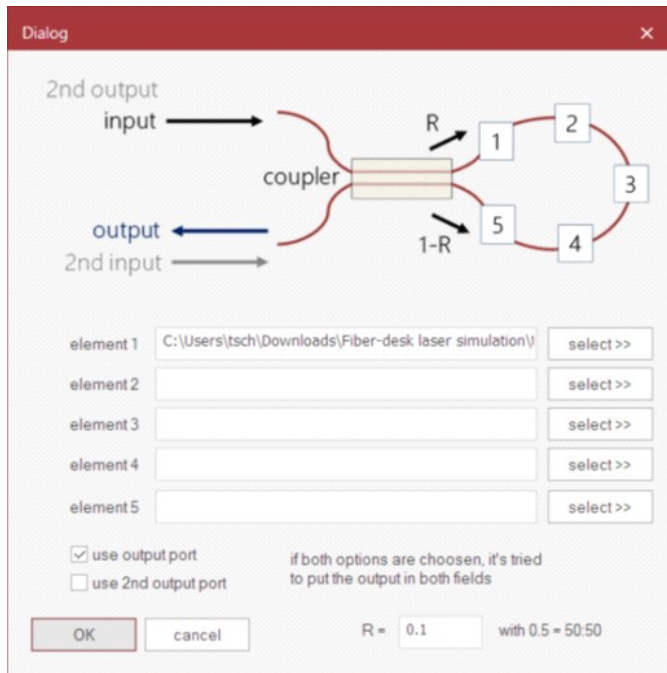 Dialog
2nd output
input
R
1
2
coupler
3
output
5
4
2nd input
1-R
element 1 C:\Users\tsch\Downloads\Fiber-desk laser simulation\ select >>
element 2 select >>
element 3 select >>
element 4 select >>
element 5 select >>
use output port
use 2nd output port
if both options are choosen, it's tried
to put the output in both fields
OK cancel R = 0.1 with 0.5 = 50:50